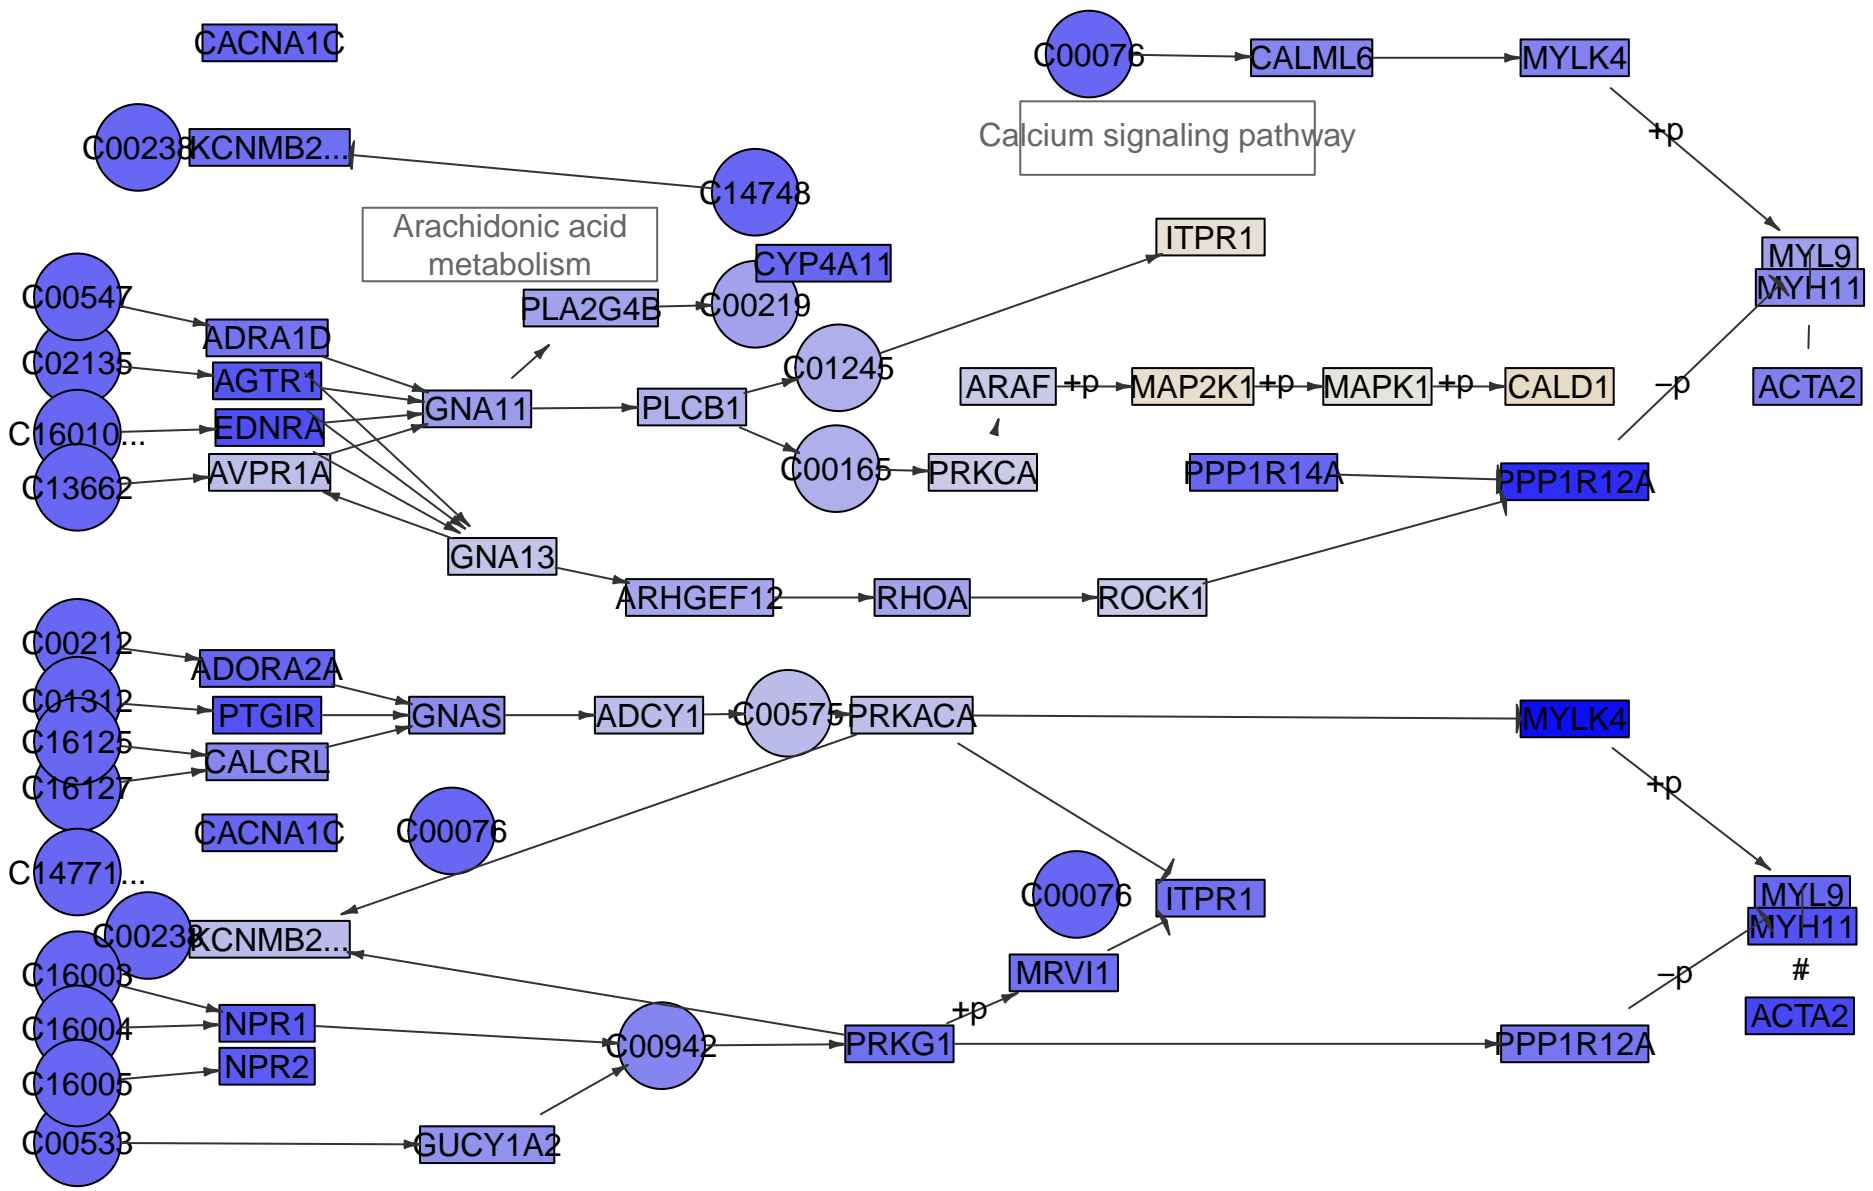 CACNA1C
C00076
CALML6
MYLK4
C00238
KCNMB2...
Calcium signaling pathway
+p
C14748
Arachidonic acid
metabolism
ITPR1
CYP4A11
MYL9
MYH11
C00547
PLA2G4B
C00219
ADRA1D
C02135
AGTR1
C01245
ARAF
+p
MAP2K1
+p
MAPK1
+p
CALD1
–p
ACTA2
GNA11
PLCB1
C16010...
EDNRA
AVPR1A
C13662
C00165
PRKCA
PPP1R14A
PPP1R12A
GNA13
ARHGEF12
RHOA
ROCK1
C00212
ADORA2A
C01312
PTGIR
GNAS
ADCY1
C00575
PRKACA
MYLK4
C16125
CALCRL
C16127
+p
CACNA1C
C00076
C14771...
C00076
ITPR1
MYL9
MYH11
C00238
KCNMB2...
C16003
MRVI1
–p
#
+p
NPR1
C16004
C00942
PRKG1
PPP1R12A
ACTA2
NPR2
C16005
C00533
GUCY1A2